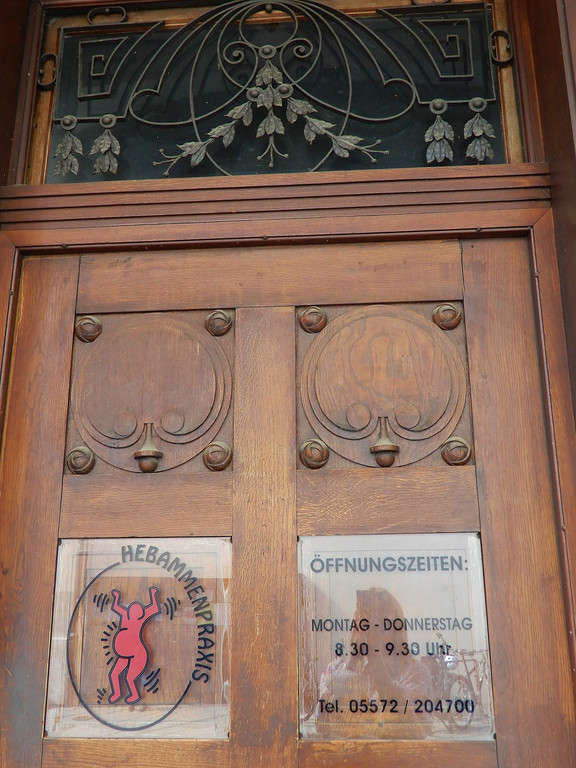 HEBAMMENPRAXIS
ÖFFNUNGSZEITEN:
MONTAG - DONNERSTAG
8.30 - 9.30 Uhr
Tel. 05572 / 204700